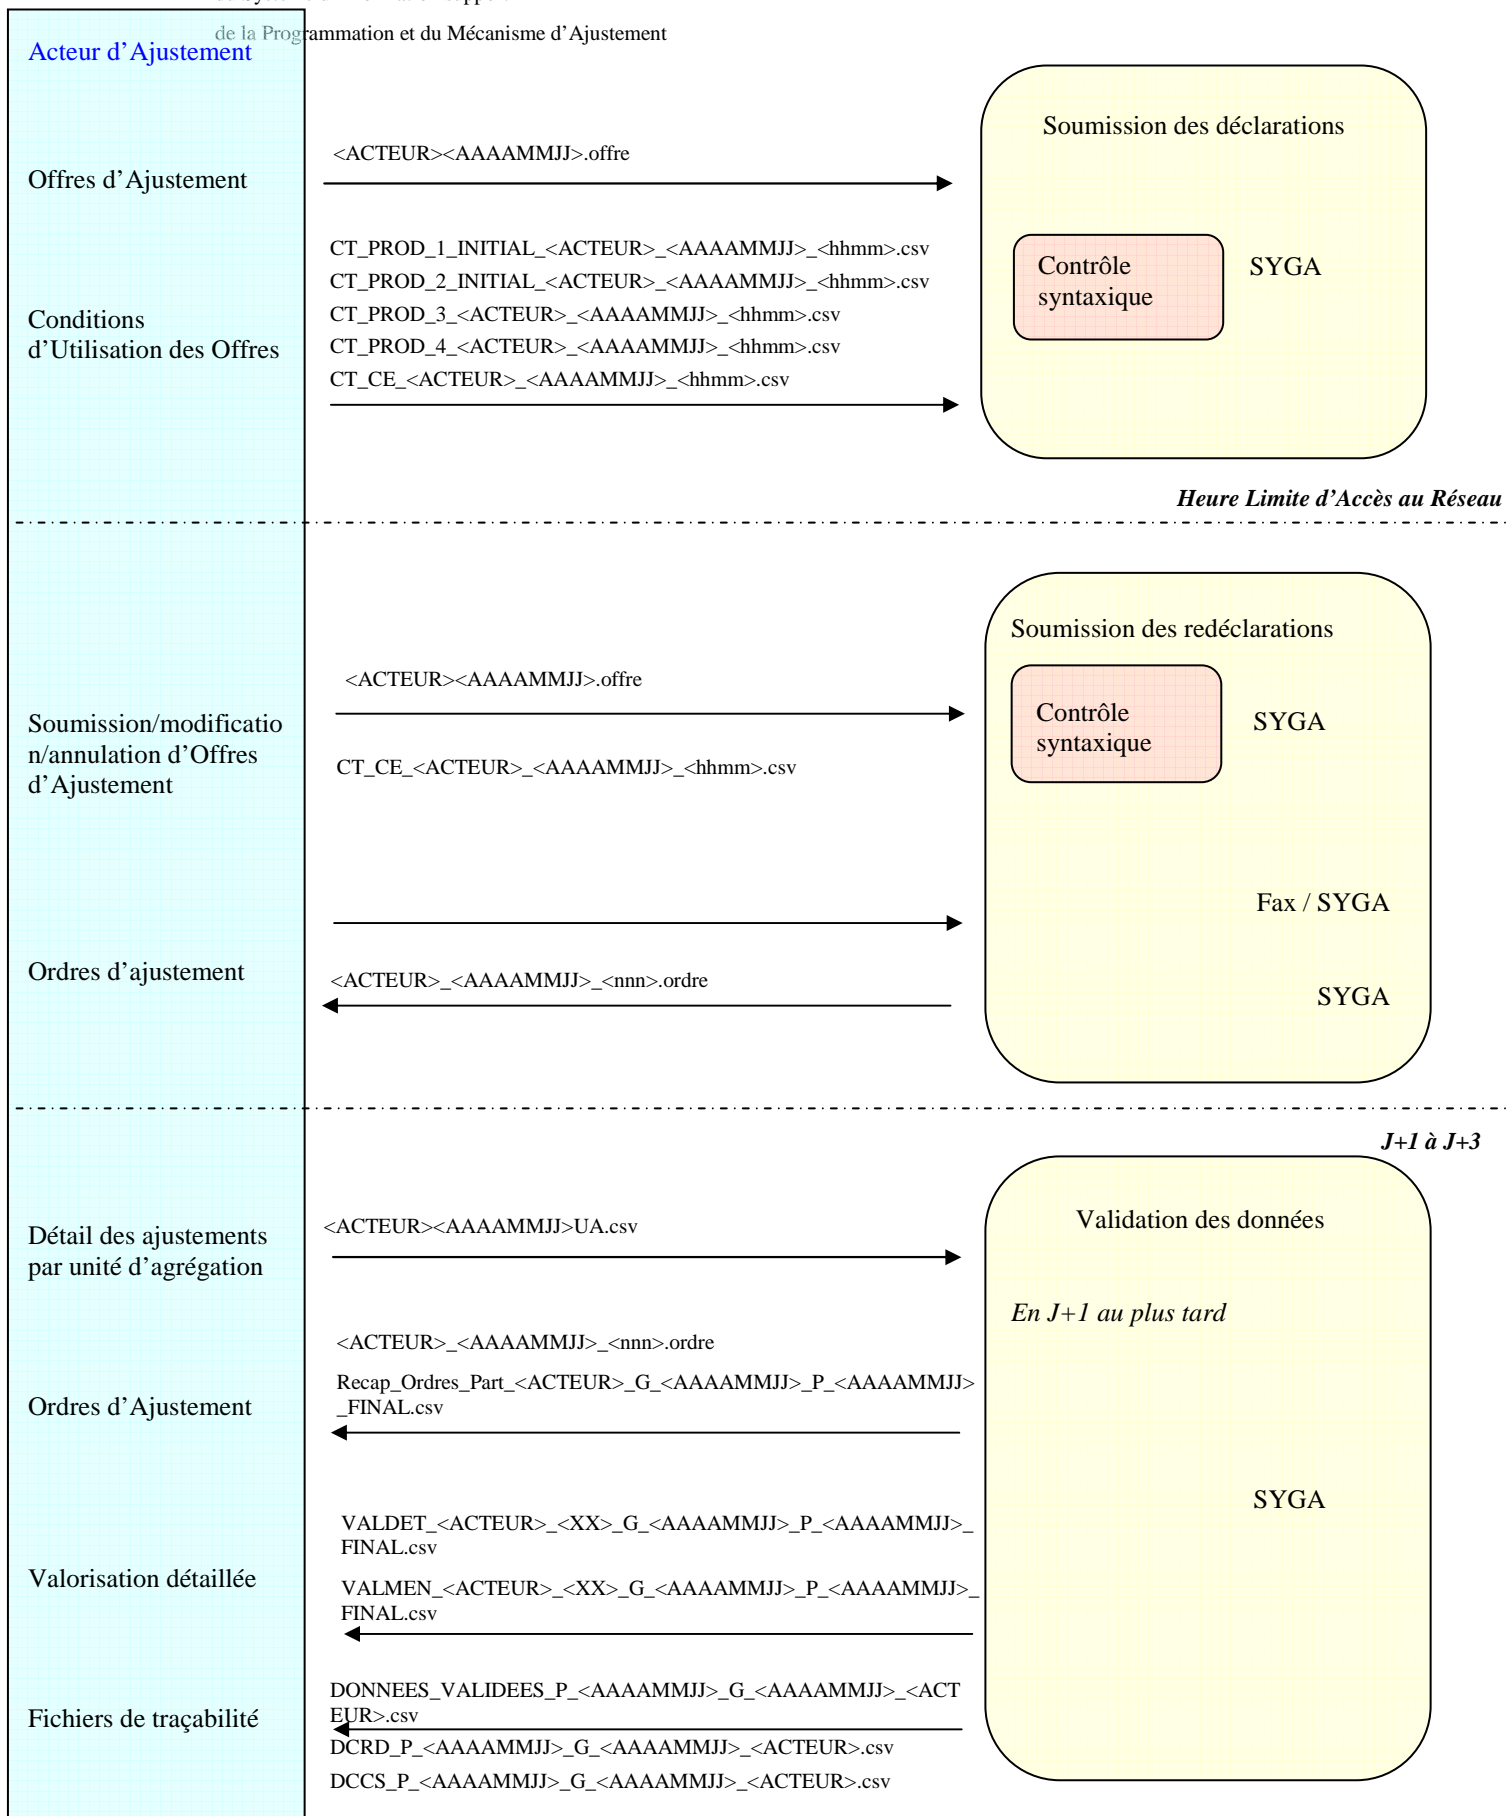 de la Programmation et du Mécanisme d'Ajustement
Acteur d'Ajustement
Soumission des déclarations
<ACTEUR><AAAAMMJJ>.offre
Offres d'Ajustement
CT_PROD_1_INITIAL_<ACTEUR>_<AAAAMMJJ>_<hhmm>.csv
CT_PROD_2_INITIAL_<ACTEUR>_<AAAAMMJJ>_<hhmm>.csv
CT_PROD_3_<ACTEUR>_<AAAAMMJJ>_<hhmm>.csv
CT_PROD_4_<ACTEUR>_<AAAAMMJJ>_<hhmm>.csv
CT_CE_<ACTEUR>_<AAAAMMJJ>_<hhmm>.csv
Conditions
d'Utilisation des Offres
Contrôle
syntaxique
SYGA
Heure Limite d'Accès au Réseau
Soumission des redéclarations
<ACTEUR><AAAAMMJJ>.offre
Soumission/modificatio
n/annulation d'Offres
d'Ajustement
CT_CE_<ACTEUR>_<AAAAMMJJ>_<hhmm>.csv
Contrôle
syntaxique
SYGA
Fax / SYGA
Ordres d'ajustement
<ACTEUR>_<AAAAMMJJ>_<nnn>.ordre
SYGA
J+1 à J+3
Validation des données
Détail des ajustements
par unité d'agrégation
<ACTEUR><AAAAMMJJ>UA.csv
En J+1 au plus tard
<ACTEUR>_<AAAAMMJJ>_<nnn>.ordre
Recap_Ordres_Part_<ACTEUR>_G_<AAAAMMJJ>_P_<AAAAMMJJ>
_FINAL.csv
Ordres d'Ajustement
SYGA
VALDET_<ACTEUR>_<XX>_G_<AAAAMMJJ>_P_<AAAAMMJJ>_
FINAL.csv
Valorisation détaillée
VALMEN_<ACTEUR>_<XX>_G_<AAAAMMJJ>_P_<AAAAMMJJ>_
FINAL.csv
Fichiers de traçabilité
DONNEES_VALIDEES_P_<AAAAMMJJ>_G_<AAAAMMJJ>_<ACT
EUR>.csv
DCRD_P_<AAAAMMJJ>_G_<AAAAMMJJ>_<ACTEUR>.csv
DCCS_P_<AAAAMMJJ>_G_<AAAAMMJJ>_<ACTEUR>.csv